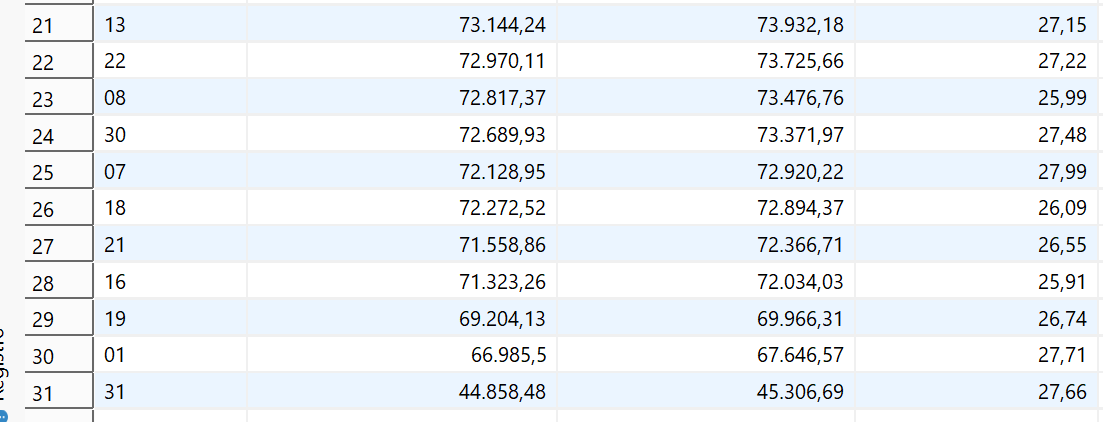 21 13 73.144,24 73.932,18 27,15
22 22 72.970,11 73.725,66 27,22
23 08 72.817,37 73.476,76 25,99
24 30 72.689,93 73.371,97 27,48
25 07 72.128,95 72.920,22 27,99
26 18 72.272,52 72.894,37 26,09
27 21 71.558,86 72.366,71 26,55
28 16 71.323,26 72.034,03 25,91
29 19 69.204,13 69.966,31 26,74
30 01 66.985,5 67.646,57 27,71
31 31 44.858,48 45.306,69 27,66